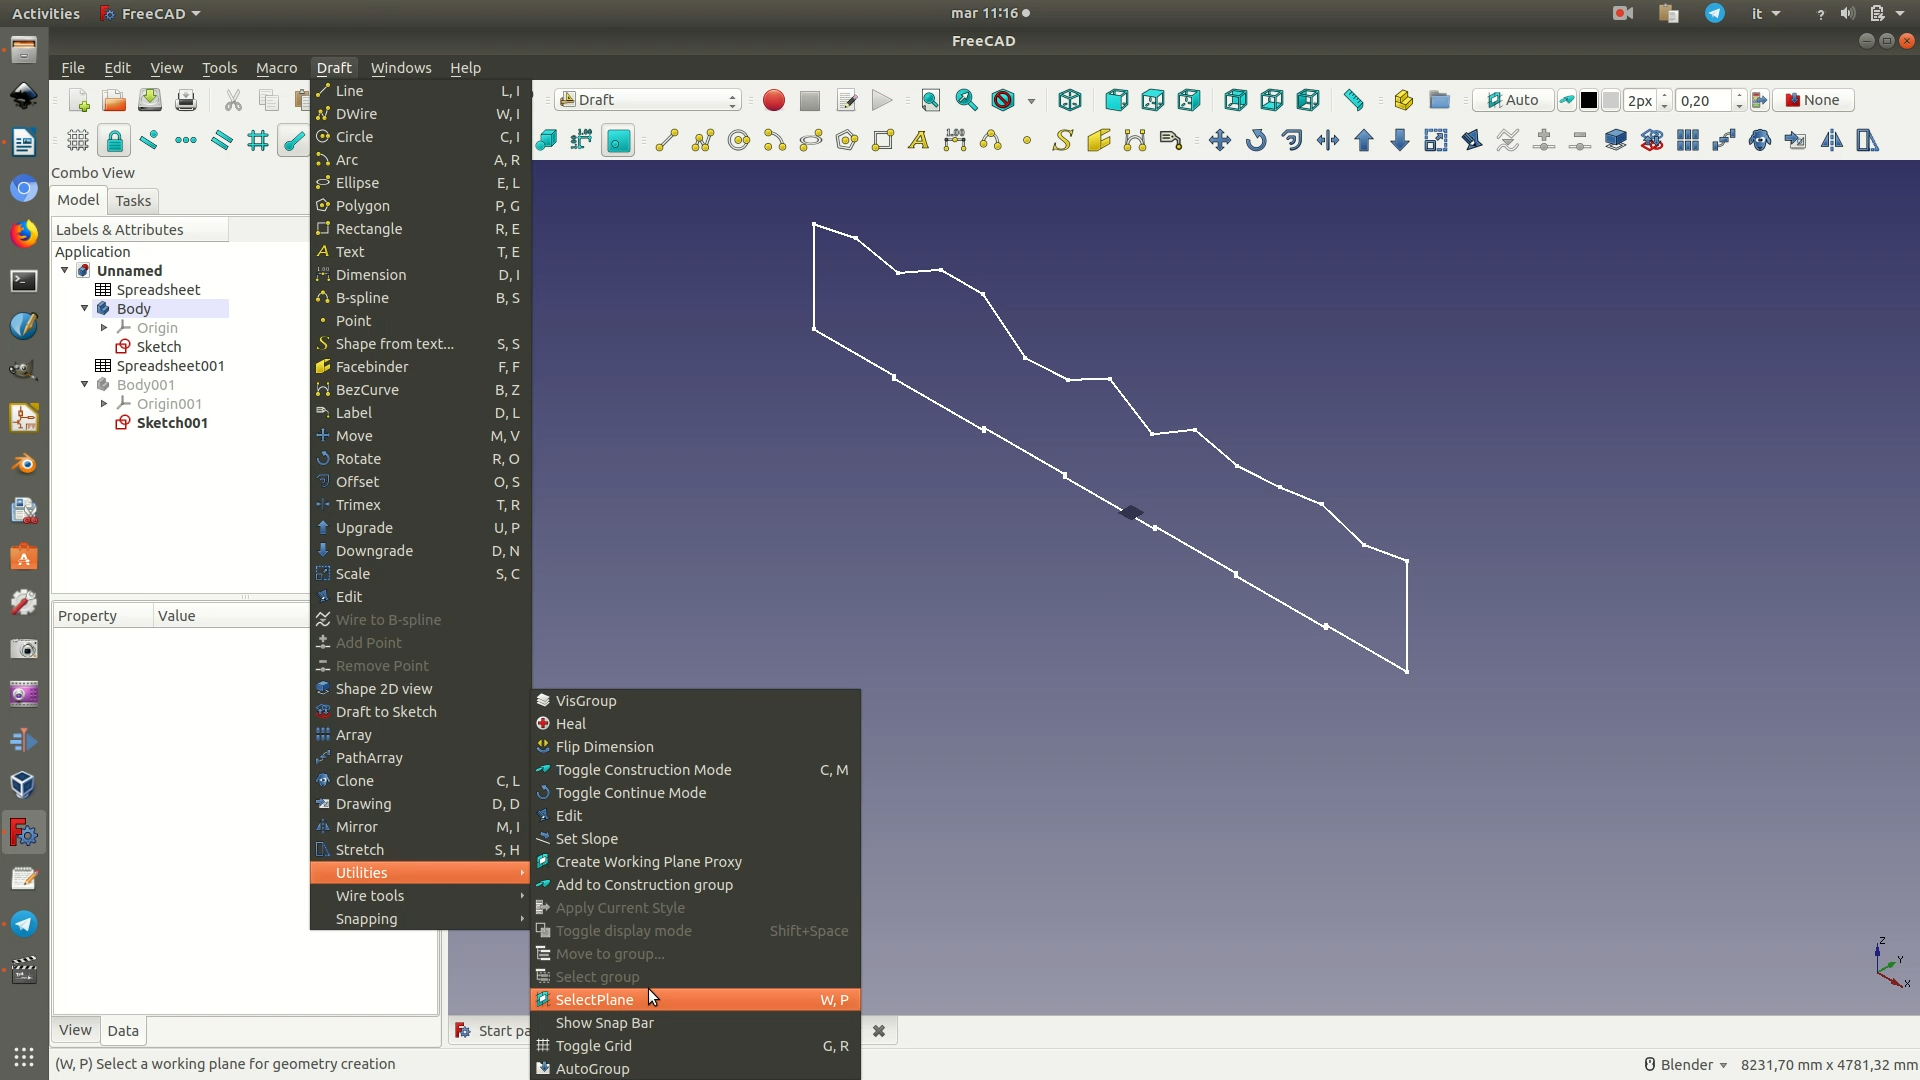 Activities FreeCAD mar 11:16 it ?
FreeCAD
File Edit View Tools Macro Draft Windows Help
Draft Auto 2px 0,20 None
Combo View
Model Tasks
Labels & Attributes
Application
Unnamed
Spreadsheet
Body
Origin
Sketch
Spreadsheet001
Body001
Origin001
Sketch001
Property Value
View Data
Line L, I
DWire W, I
Circle C, I
Arc A, R
Ellipse E, L
Polygon P, G
Rectangle R, E
Text T, E
Dimension D, I
B-spline B, S
Point
Shape from text... S, S
Facebinder F, F
BezCurve B, Z
Label D, L
Move M, V
Rotate R, O
Offset O, S
Trimex T, R
Upgrade U, P
Downgrade D, N
Scale S, C
Edit
Wire to B-spline
Add Point
Remove Point
Shape 2D view
Draft to Sketch
Array
PathArray
Clone C, L
Drawing D, D
Mirror M, I
Stretch S, H
Utilities
Wire tools
Snapping
VisGroup
Heal
Flip Dimension
Toggle Construction Mode C, M
Toggle Continue Mode
Edit
Set Slope
Create Working Plane Proxy
Add to Construction group
Apply Current Style
Toggle display mode Shift+Space
Move to group...
Select group
SelectPlane W, P
Show Snap Bar
Toggle Grid G, R
AutoGroup
Start pa
Z
Y
X
(W, P) Select a working plane for geometry creation
Blender 8231,70 mm x 4781,32 mm